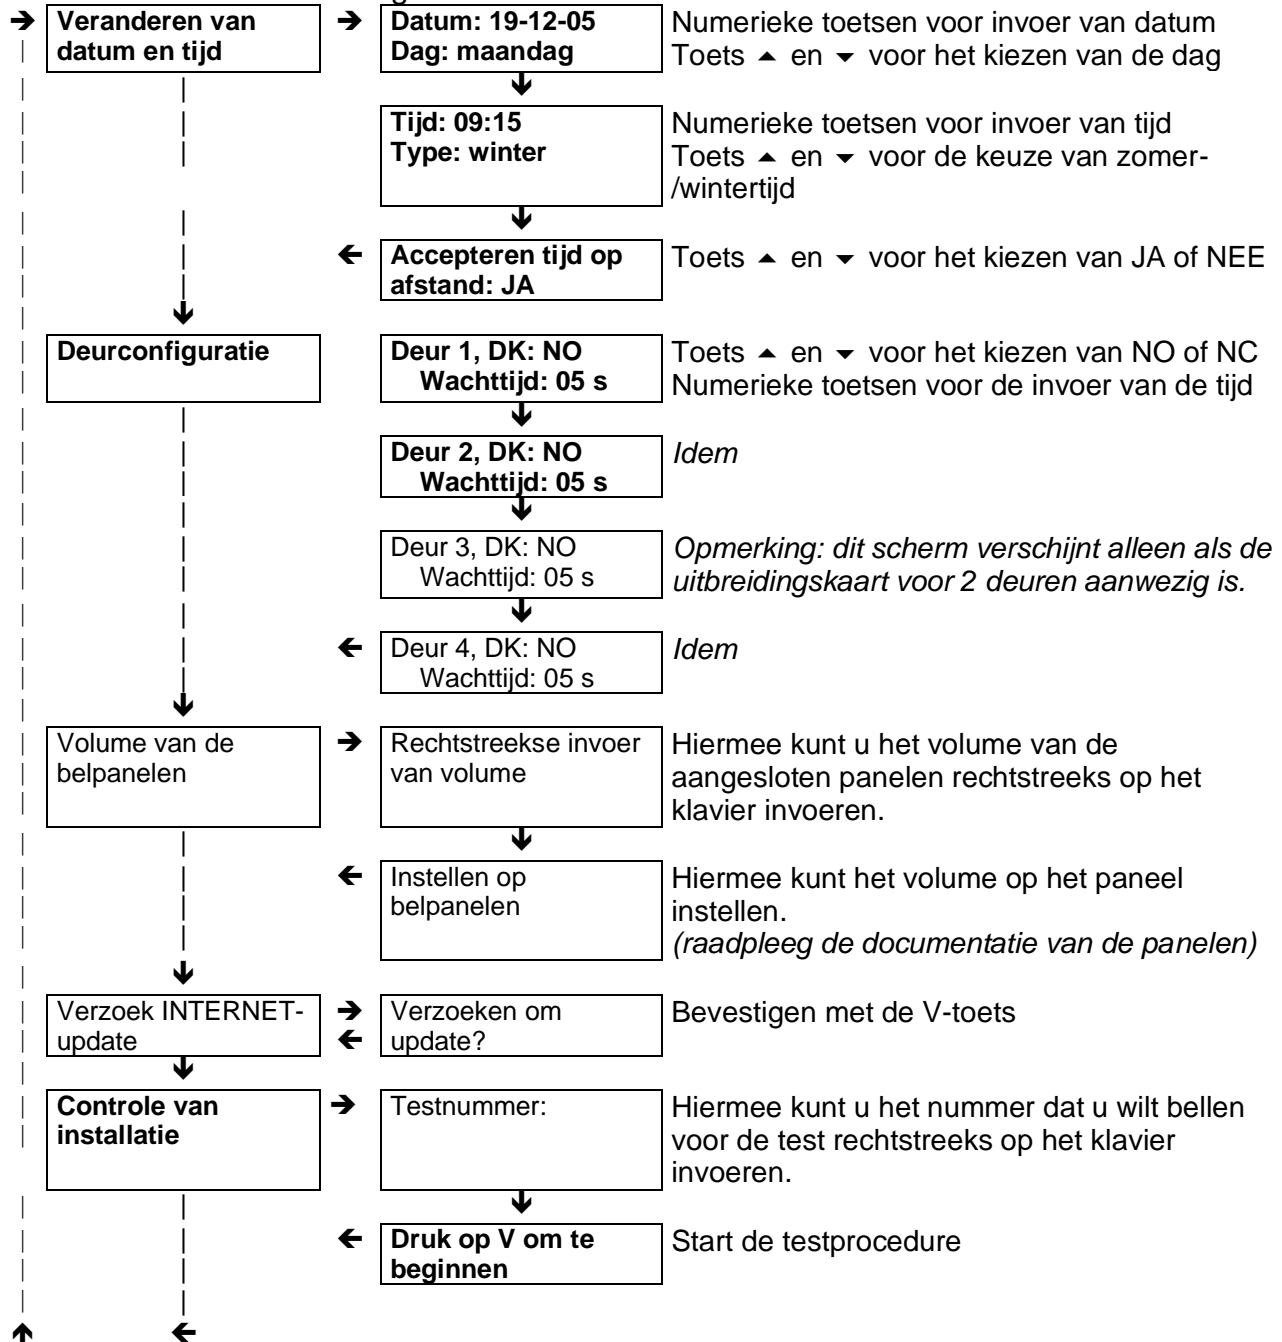 Veranderen van
datum en tijd
Datum: 19-12-05
Dag: maandag
Numerieke toetsen voor invoer van datum
Toets ▲ en ▼ voor het kiezen van de dag
Tijd: 09:15
Type: winter
Numerieke toetsen voor invoer van tijd
Toets ▲ en ▼ voor de keuze van zomer-
/wintertijd
Accepteren tijd op
afstand: JA
Toets ▲ en ▼ voor het kiezen van JA of NEE
Deurconfiguratie
Deur 1, DK: NO
Wachttijd: 05 s
Toets ▲ en ▼ voor het kiezen van NO of NC
Numerieke toetsen voor de invoer van de tijd
Deur 2, DK: NO
Wachttijd: 05 s
Idem
Deur 3, DK: NO
Wachttijd: 05 s
Opmerking: dit scherm verschijnt alleen als de
uitbreidingskaart voor 2 deuren aanwezig is.
Deur 4, DK: NO
Wachttijd: 05 s
Idem
Volume van de
belpanelen
Rechtstreekse invoer
van volume
Hiermee kunt u het volume van de
aangesloten panelen rechtstreeks op het
klavier invoeren.
Instellen op
belpanelen
Hiermee kunt het volume op het paneel
instellen.
(raadpleeg de documentatie van de panelen)
Verzoek INTERNET-
update
Verzoeken om
update?
Bevestigen met de V-toets
Controle van
installatie
Testnummer:
Hiermee kunt u het nummer dat u wilt bellen
voor de test rechtstreeks op het klavier
invoeren.
Druk op V om te
beginnen
Start de testprocedure